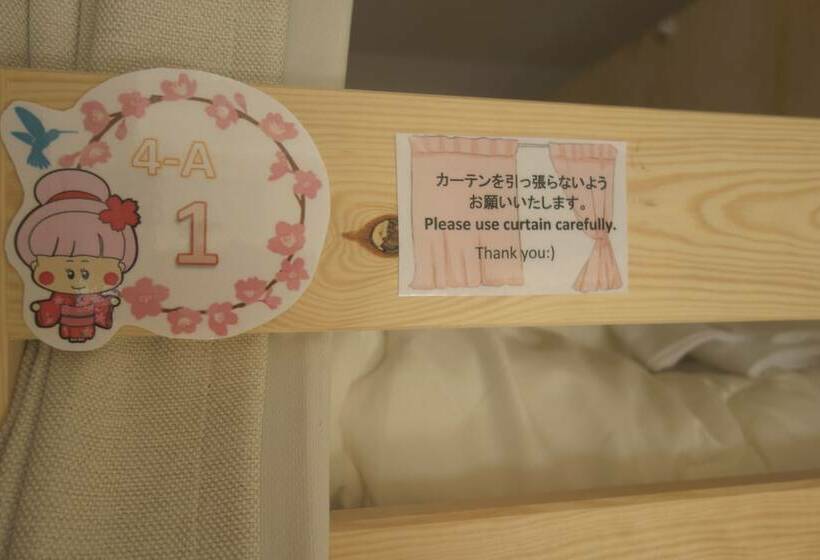 4-A
1
カーテンを引っ張らないよう
お願いいたします。
Please use curtain carefully.
Thank you:)